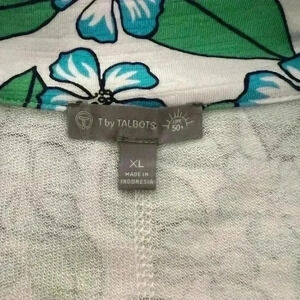 T by TALBOTS
UPF
50+
XL
MADE IN
INDONESIA